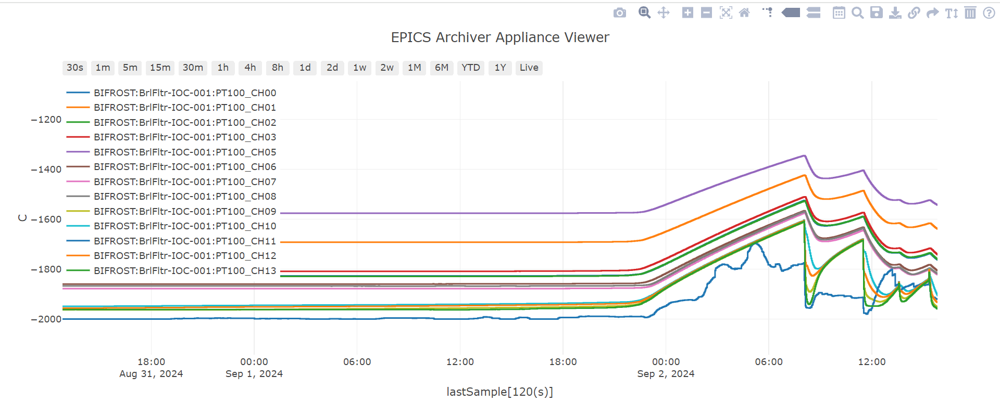 EPICS Archiver Appliance Viewer
30s 1m 5m 15m 30m 1h 4h 8h 1d 2d 1w 2w 1M 6M YTD 1Y Live
BIFROST:BrlFltr-IOC-001:PT100_CH00
BIFROST:BrlFltr-IOC-001:PT100_CH01
BIFROST:BrlFltr-IOC-001:PT100_CH02
BIFROST:BrlFltr-IOC-001:PT100_CH03
BIFROST:BrlFltr-IOC-001:PT100_CH05
BIFROST:BrlFltr-IOC-001:PT100_CH06
BIFROST:BrlFltr-IOC-001:PT100_CH07
BIFROST:BrlFltr-IOC-001:PT100_CH08
BIFROST:BrlFltr-IOC-001:PT100_CH09
BIFROST:BrlFltr-IOC-001:PT100_CH10
BIFROST:BrlFltr-IOC-001:PT100_CH11
BIFROST:BrlFltr-IOC-001:PT100_CH12
BIFROST:BrlFltr-IOC-001:PT100_CH13
−1200
−1400
−1600
−1800
−2000
C
18:00 00:00 06:00 12:00 18:00 00:00 06:00 12:00
Aug 31, 2024 Sep 1, 2024 Sep 2, 2024
lastSample[120(s)]